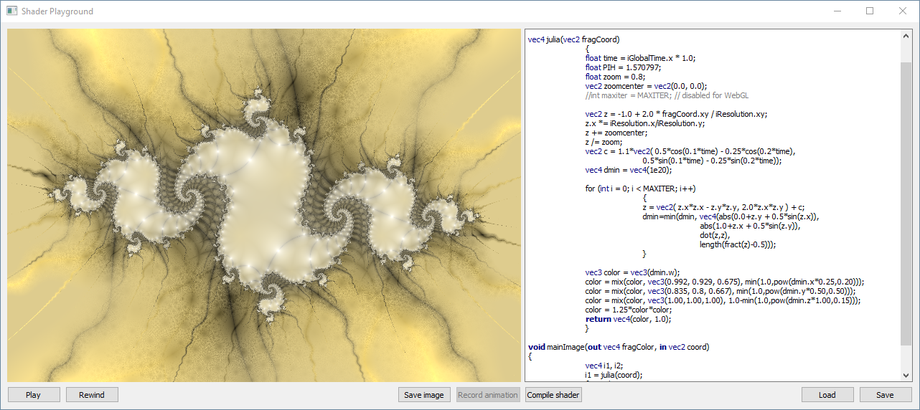 Shader Playground
vec4 julia(vec2 fragCoord)
{
float time = iGlobalTime.x * 1.0;
float PIH = 1.570797;
float zoom = 0.8;
vec2 zoomcenter = vec2(0.0, 0.0);
//int maxiter = MAXITER; // disabled for WebGL
vec2 z = -1.0 + 2.0 * fragCoord.xy / iResolution.xy;
z.x *= iResolution.x/iResolution.y;
z += zoomcenter;
z /= zoom;
vec2 c = 1.1*vec2( 0.5*cos(0.1*time) - 0.25*cos(0.2*time),
0.5*sin(0.1*time) - 0.25*sin(0.2*time));
vec4 dmin = vec4(1e20);
for (int i = 0; i < MAXITER; i++)
{
z = vec2( z.x*z.x - z.y*z.y, 2.0*z.x*z.y ) + c;
dmin=min(dmin, vec4(abs(0.0+z.y + 0.5*sin(z.x)),
abs(1.0+z.x + 0.5*sin(z.y)),
dot(z,z),
length(fract(z)-0.5)));
}
vec3 color = vec3(dmin.w);
color = mix(color, vec3(0.992, 0.929, 0.675), min(1.0,pow(dmin.x*0.25,0.20)));
color = mix(color, vec3(0.835, 0.8, 0.667), min(1.0,pow(dmin.y*0.50,0.50)));
color = mix(color, vec3(1.00,1.00,1.00), 1.0-min(1.0,pow(dmin.z*1.00,0.15)));
color = 1.25*color*color;
return vec4(color, 1.0);
}
void mainImage(out vec4 fragColor, in vec2 coord)
{
vec4 i1, i2;
i1 = julia(coord);
Play Rewind Save image Record animation Compile shader Load Save